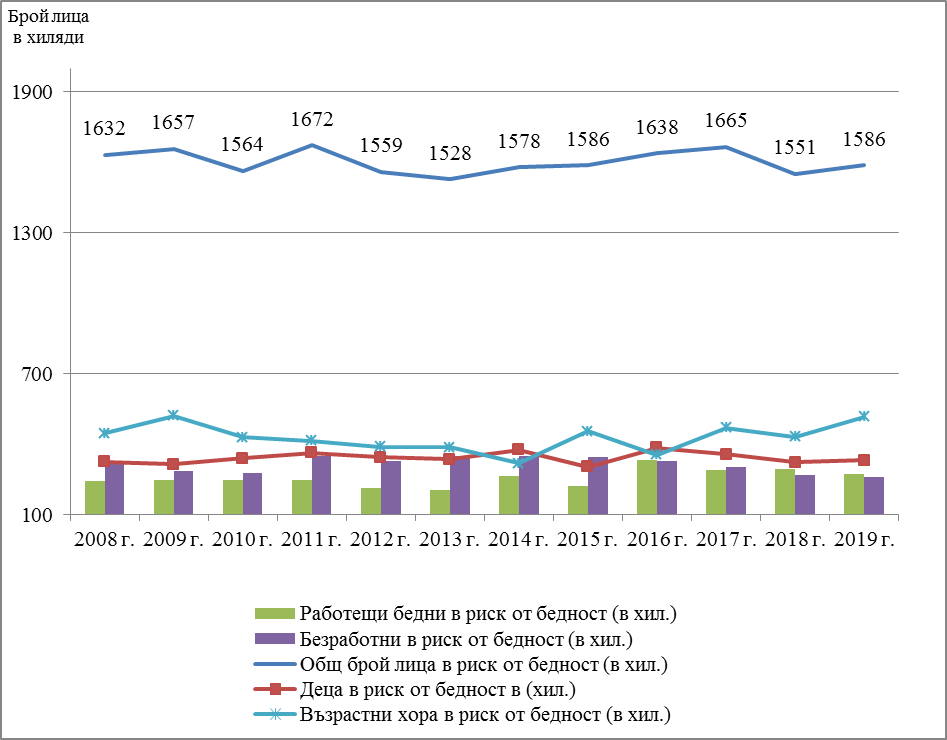 Брой лица
в хиляди
1900
1632 1657 1564 1672 1559 1528 1578 1586 1638 1665 1551 1586
1300
700
100
2008 г. 2009 г. 2010 г. 2011 г. 2012 г. 2013 г. 2014 г. 2015 г. 2016 г. 2017 г. 2018 г. 2019 г.
Работещи бедни в риск от бедност (в хил.)
Безработни в риск от бедност (в хил.)
Общ брой лица в риск от бедност (в хил.)
Деца в риск от бедност в (хил.)
Възрастни хора в риск от бедност (в хил.)